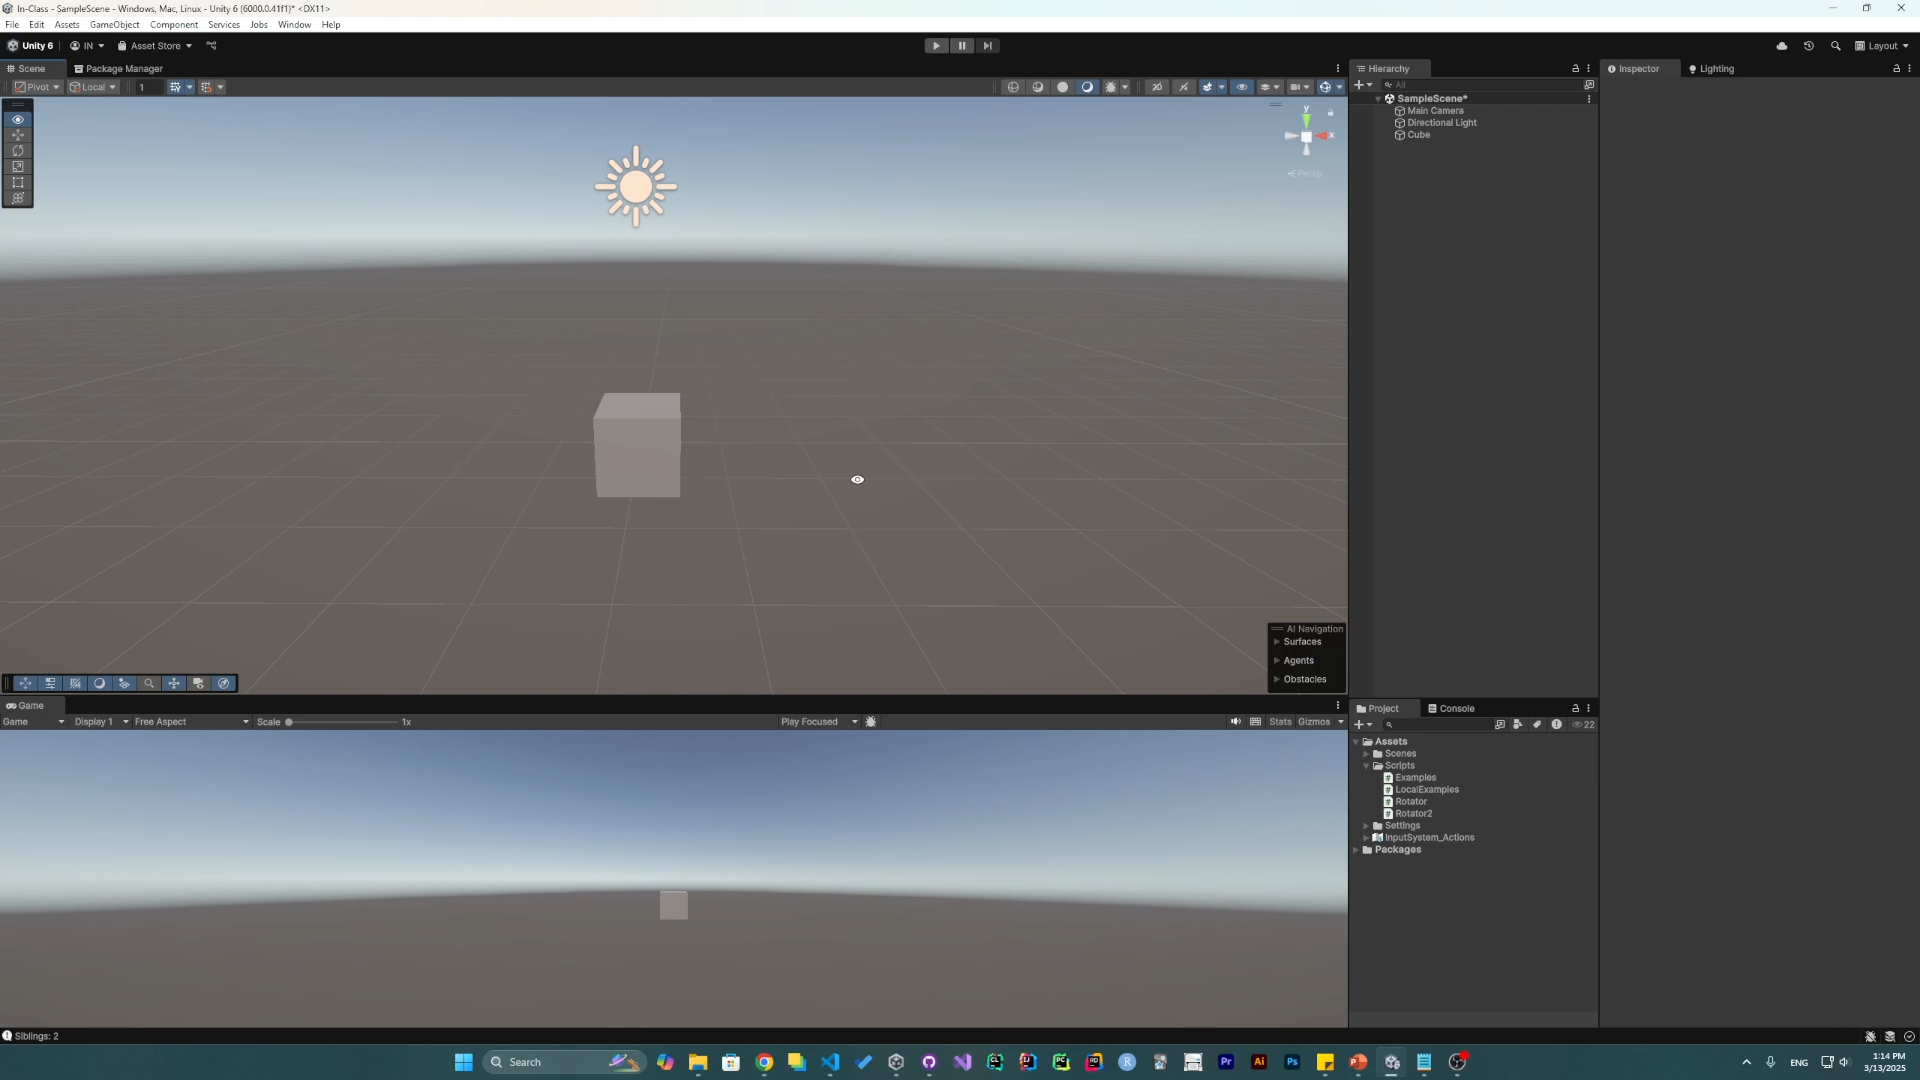 In-Class - SampleScene - Windows, Mac, Linux - Unity 6 (6000.0.41f1)* <DX11>
File Edit Assets GameObject Component Services Jobs Window Help
Unity 6 IN Asset Store Layout
Scene Package Manager
Pivot Local 1 2D
y
x
Persp
AI Navigation
Surfaces
Agents
Obstacles
Hierarchy
All
SampleScene*
Main Camera
Directional Light
Cube
Inspector Lighting
Game
Game Display 1 Free Aspect Scale 1x Play Focused Stats Gizmos
Project Console
22
Assets
Scenes
Scripts
Examples
LocalExamples
Rotator
Rotator2
Settings
InputSystem_Actions
Packages
Siblings: 2
Search
ENG
1:14 PM
3/13/2025